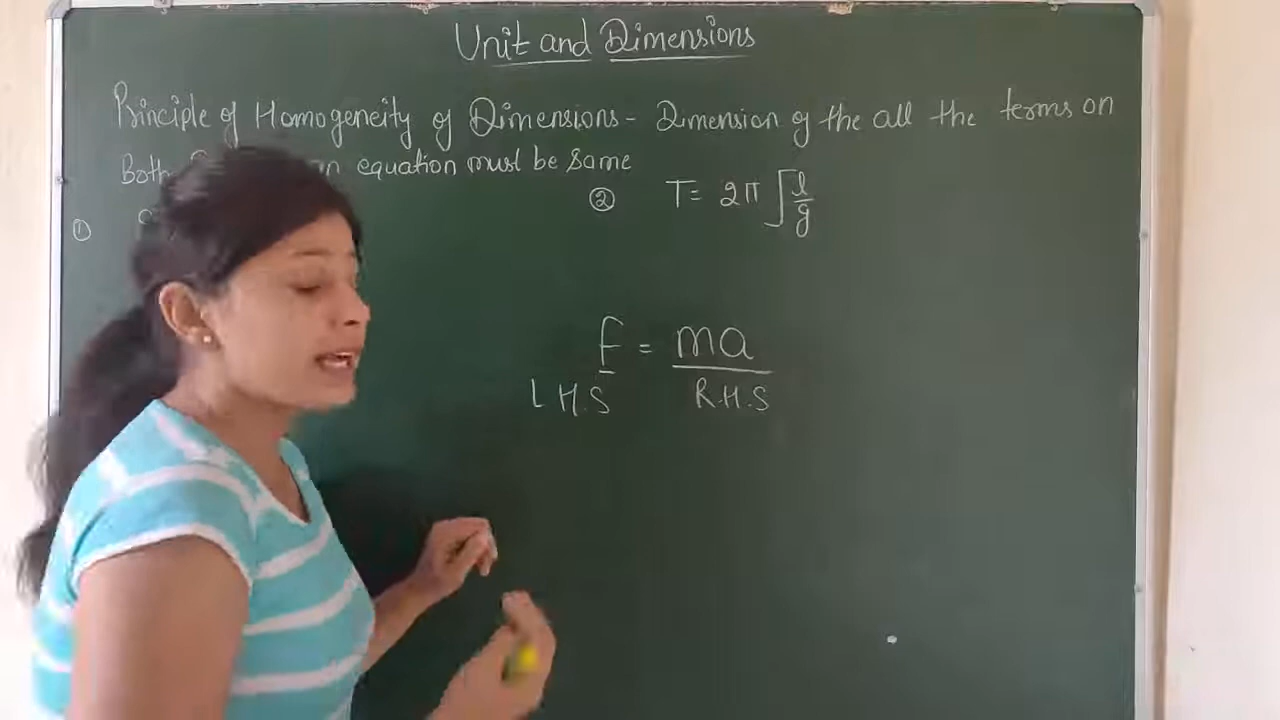 Unit and Dimensions
Principle of Homogeneity of Dimensions - Dimension of the all the terms on
Both equation must be same
① ② T = 2π √l/g
F = ma
L H.S R.H.S